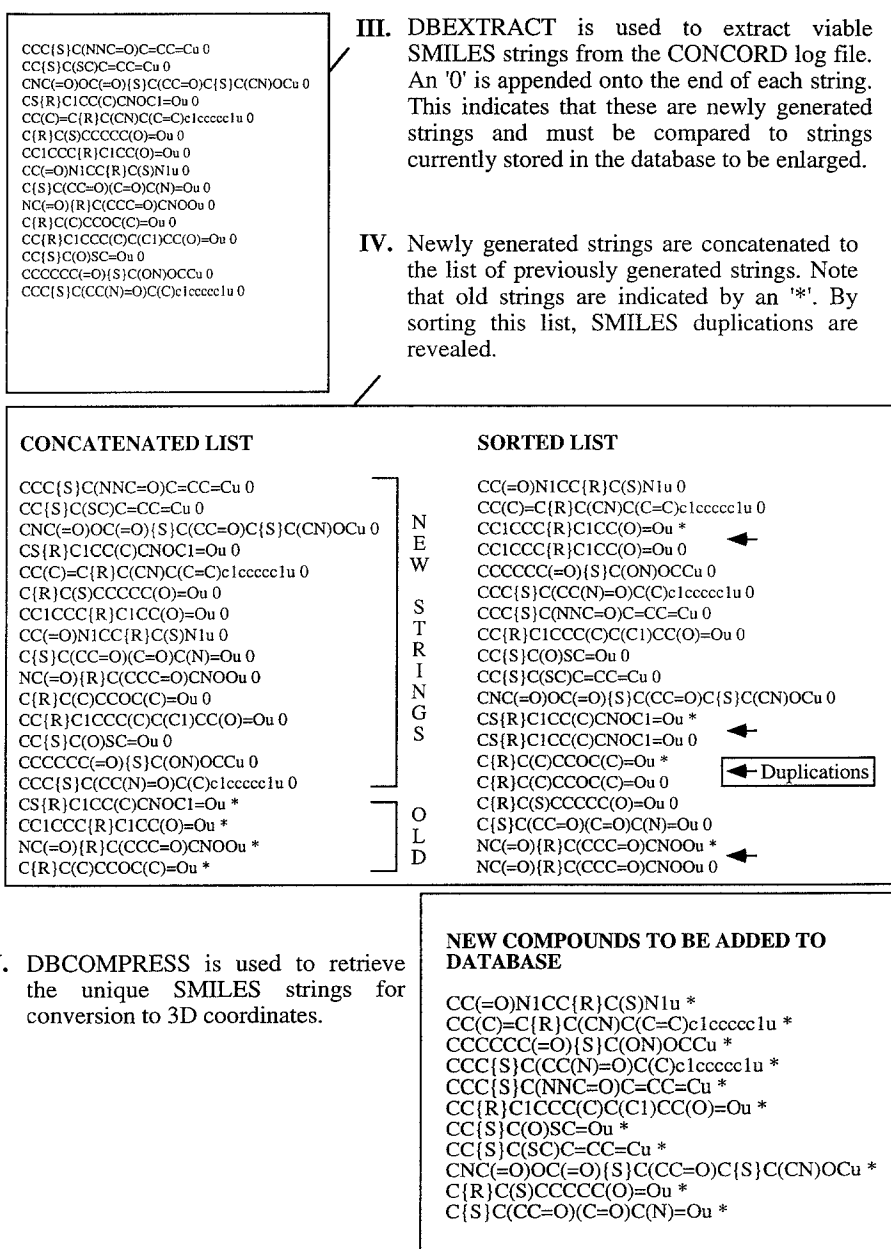 CCC{S}C(NNC=O)C=CC=Cu 0
CC{S}C(SC)C=CC=Cu 0
CNC(=O)OC(=O){S}C(CC=O)C{S}C(CN)OCu 0
CS{R}C1CC(C)CNOC1=Ou 0
CC(C)=C{R}C(CN)C(C=C)c1ccccc1u 0
C{R}C(S)CCCCC(O)=Ou 0
CC1CCC{R}C1CC(O)=Ou 0
CC(=O)N1CC{R}C(S)N1u 0
C{S}C(CC=O)(C=O)C(N)=Ou 0
NC(=O){R}C(CCC=O)CNOOu 0
C{R}C(C)CCOC(C)=Ou 0
CC{R}C1CCC(C)C(C1)CC(O)=Ou 0
CC{S}C(O)SC=Ou 0
CCCCCC(=O){S}C(ON)OCCu 0
CCC{S}C(CC(N)=O)C(C)c1ccccc1u 0
III. DBEXTRACT is used to extract viable
SMILES strings from the CONCORD log file.
An '0' is appended onto the end of each string.
This indicates that these are newly generated
strings and must be compared to strings
currently stored in the database to be enlarged.
IV. Newly generated strings are concatenated to
the list of previously generated strings. Note
that old strings are indicated by an '*'. By
sorting this list, SMILES duplications are
revealed.
CONCATENATED LIST
CCC{S}C(NNC=O)C=CC=Cu 0
CC{S}C(SC)C=CC=Cu 0
CNC(=O)OC(=O){S}C(CC=O)C{S}C(CN)OCu 0
CS{R}C1CC(C)CNOC1=Ou 0
CC(C)=C{R}C(CN)C(C=C)c1ccccc1u 0
C{R}C(S)CCCCC(O)=Ou 0
CC1CCC{R}C1CC(O)=Ou 0
CC(=O)N1CC{R}C(S)N1u 0
C{S}C(CC=O)(C=O)C(N)=Ou 0
NC(=O){R}C(CCC=O)CNOOu 0
C{R}C(C)CCOC(C)=Ou 0
CC{R}C1CCC(C)C(C1)CC(O)=Ou 0
CC{S}C(O)SC=Ou 0
CCCCCC(=O){S}C(ON)OCCu 0
CCC{S}C(CC(N)=O)C(C)c1ccccc1u 0
CS{R}C1CC(C)CNOC1=Ou *
CC1CCC{R}C1CC(O)=Ou *
NC(=O){R}C(CCC=O)CNOOu *
C{R}C(C)CCOC(C)=Ou *
NEW STRINGS
OLD
SORTED LIST
CC(=O)N1CC{R}C(S)N1u 0
CC(C)=C{R}C(CN)C(C=C)c1ccccc1u 0
CC1CCC{R}C1CC(O)=Ou *
CC1CCC{R}C1CC(O)=Ou 0
CCCCCC(=O){S}C(ON)OCCu 0
CCC{S}C(CC(N)=O)C(C)c1ccccc1u 0
CCC{S}C(NNC=O)C=CC=Cu 0
CC{R}C1CCC(C)C(C1)CC(O)=Ou 0
CC{S}C(O)SC=Ou 0
CC{S}C(SC)C=CC=Cu 0
CNC(=O)OC(=O){S}C(CC=O)C{S}C(CN)OCu 0
CS{R}C1CC(C)CNOC1=Ou *
CS{R}C1CC(C)CNOC1=Ou 0
C{R}C(C)CCOC(C)=Ou *
C{R}C(C)CCOC(C)=Ou 0
C{R}C(S)CCCCC(O)=Ou 0
C{S}C(CC=O)(C=O)C(N)=Ou 0
NC(=O){R}C(CCC=O)CNOOu *
NC(=O){R}C(CCC=O)CNOOu 0
Duplications
DBCOMPRESS is used to retrieve
the unique SMILES strings for
conversion to 3D coordinates.
NEW COMPOUNDS TO BE ADDED TO
DATABASE
CC(=O)N1CC{R}C(S)N1u *
CC(C)=C{R}C(CN)C(C=C)c1ccccc1u *
CCCCCC(=O){S}C(ON)OCCu *
CCC{S}C(CC(N)=O)C(C)c1ccccc1u *
CCC{S}C(NNC=O)C=CC=Cu *
CC{R}C1CCC(C)C(C1)CC(O)=Ou *
CC{S}C(O)SC=Ou *
CC{S}C(SC)C=CC=Cu *
CNC(=O)OC(=O){S}C(CC=O)C{S}C(CN)OCu *
C{R}C(S)CCCCC(O)=Ou *
C{S}C(CC=O)(C=O)C(N)=Ou *